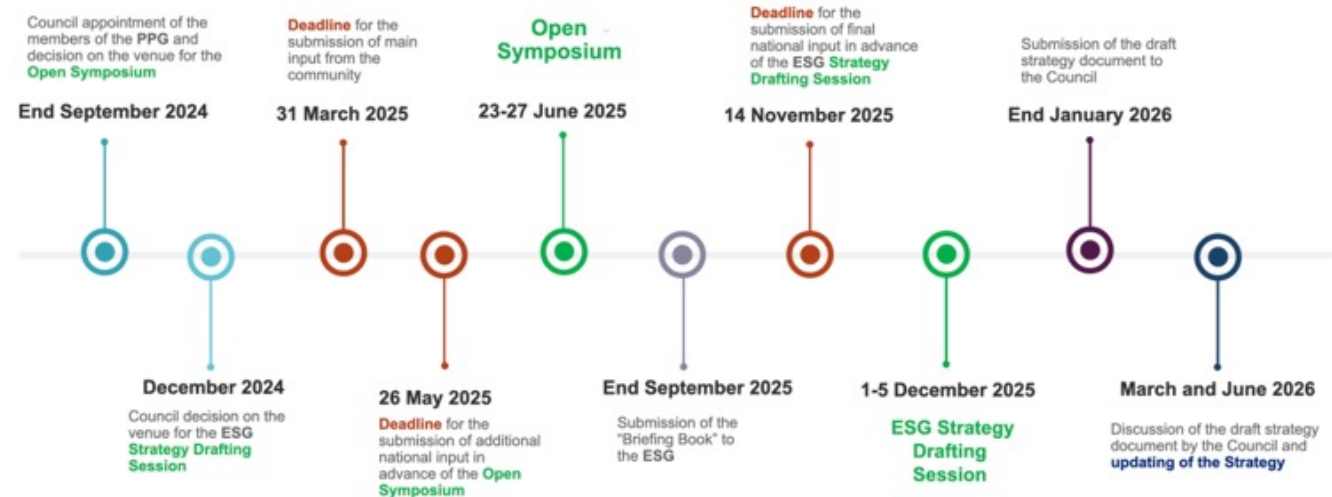 Council appointment of the
members of the PPG and
decision on the venue for the
Open Symposium
End September 2024
Deadline for the
submission of main
input from the
community
31 March 2025
Open
Symposium
23-27 June 2025
Deadline for the
submission of final
national input in advance
of the ESG Strategy
Drafting Session
14 November 2025
Submission of the draft
strategy document to
the Council
End January 2026
December 2024
Council decision on the
venue for the ESG
Strategy Drafting
Session
26 May 2025
Deadline for the
submission of additional
national input in
advance of the Open
Symposium
End September 2025
Submission of the
"Briefing Book" to
the ESG
1-5 December 2025
ESG Strategy
Drafting
Session
March and June 2026
Discussion of the draft strategy
document by the Council and
updating of the Strategy